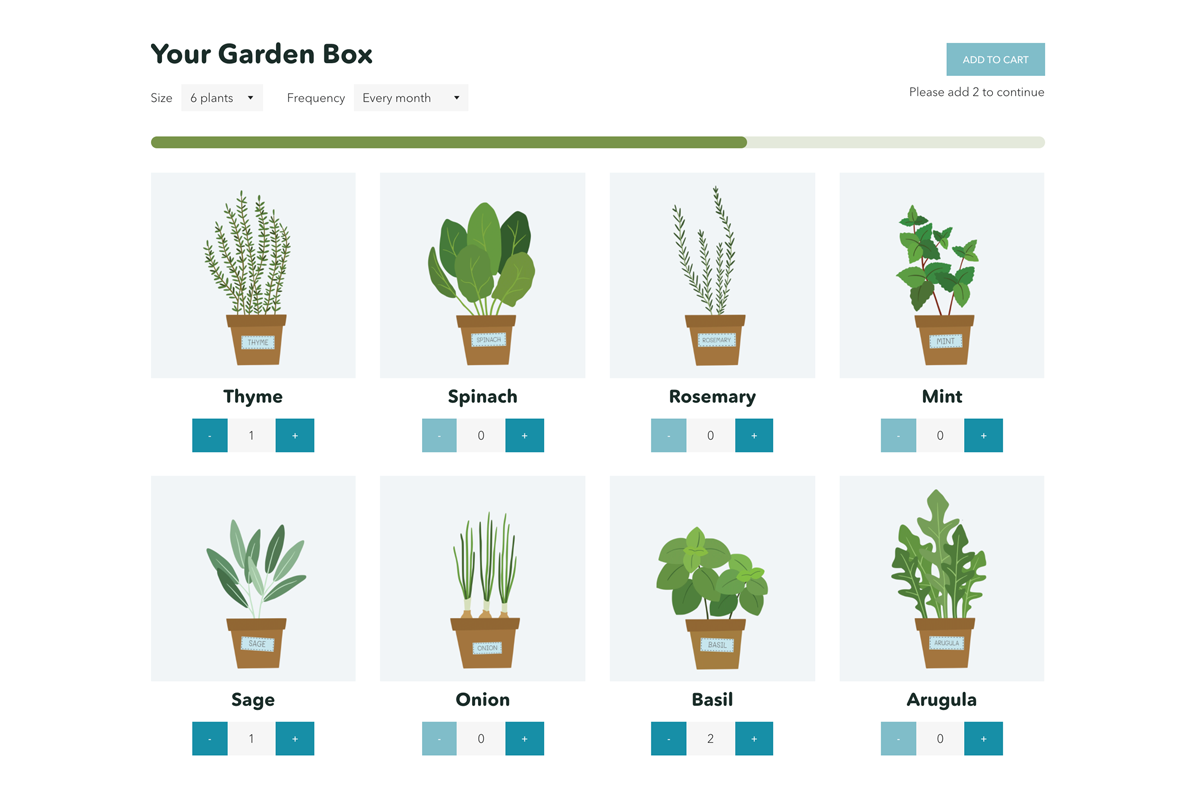 Your Garden Box
ADD TO CART
Size 6 plants Frequency Every month
Please add 2 to continue
THYME
SPINACH
ROSEMARY
MINT
Thyme Spinach Rosemary Mint
- 1 + - 0 + - 0 + - 0 +
SAGE
ONION
BASIL
ARUGULA
Sage Onion Basil Arugula
- 1 + - 0 + - 2 + - 0 +